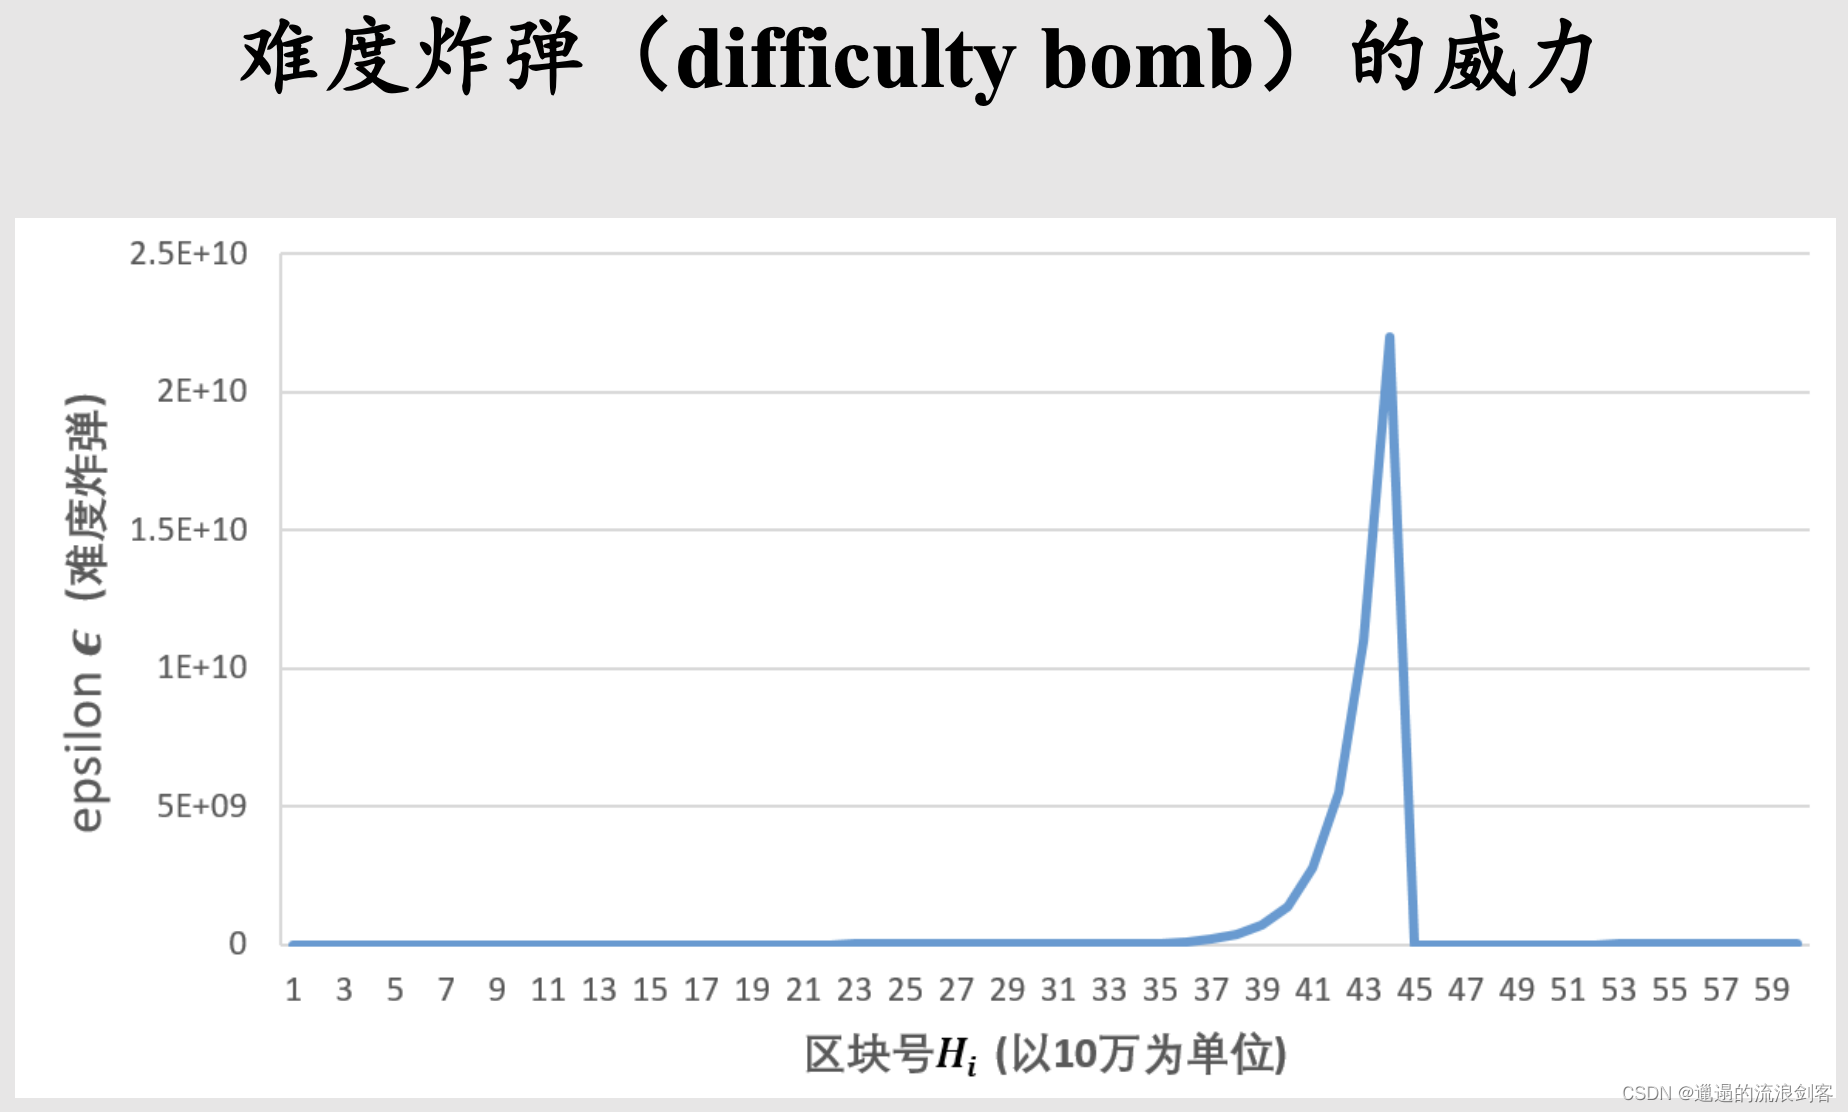 难度炸弹（difficulty bomb）的威力
2.5E+10
2E+10
1.5E+10
1E+10
5E+09
0
epsilon ϵ (难度炸弹)
1 3 5 7 9 11 13 15 17 19 21 23 25 27 29 31 33 35 37 39 41 43 45 47 49 51 53 55 57 59
区块号Hᵢ (以10万为单位)
CSDN @邋遢的流浪剑客